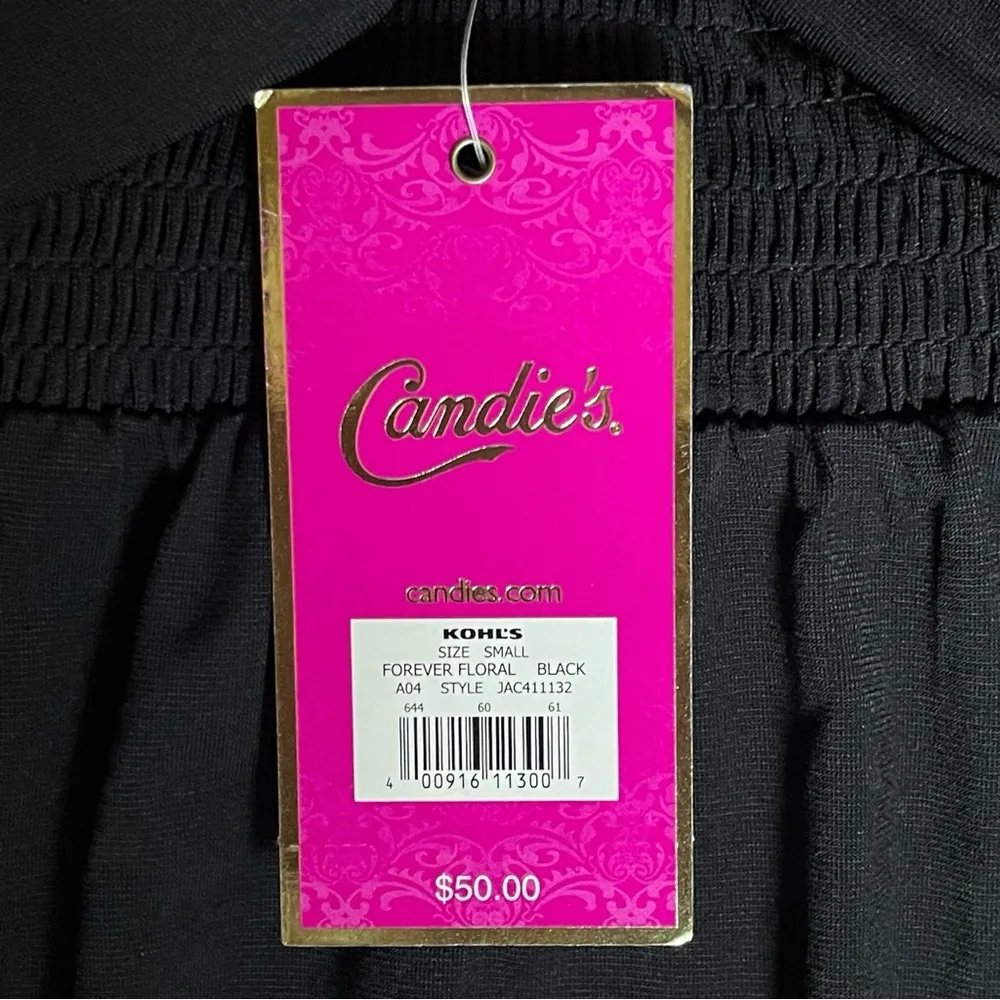 Candie's®
candies.com
KOHL'S
SIZE SMALL
FOREVER FLORAL BLACK
A04 STYLE JAC411132
644 60 61
4 00916 11300 7
$50.00